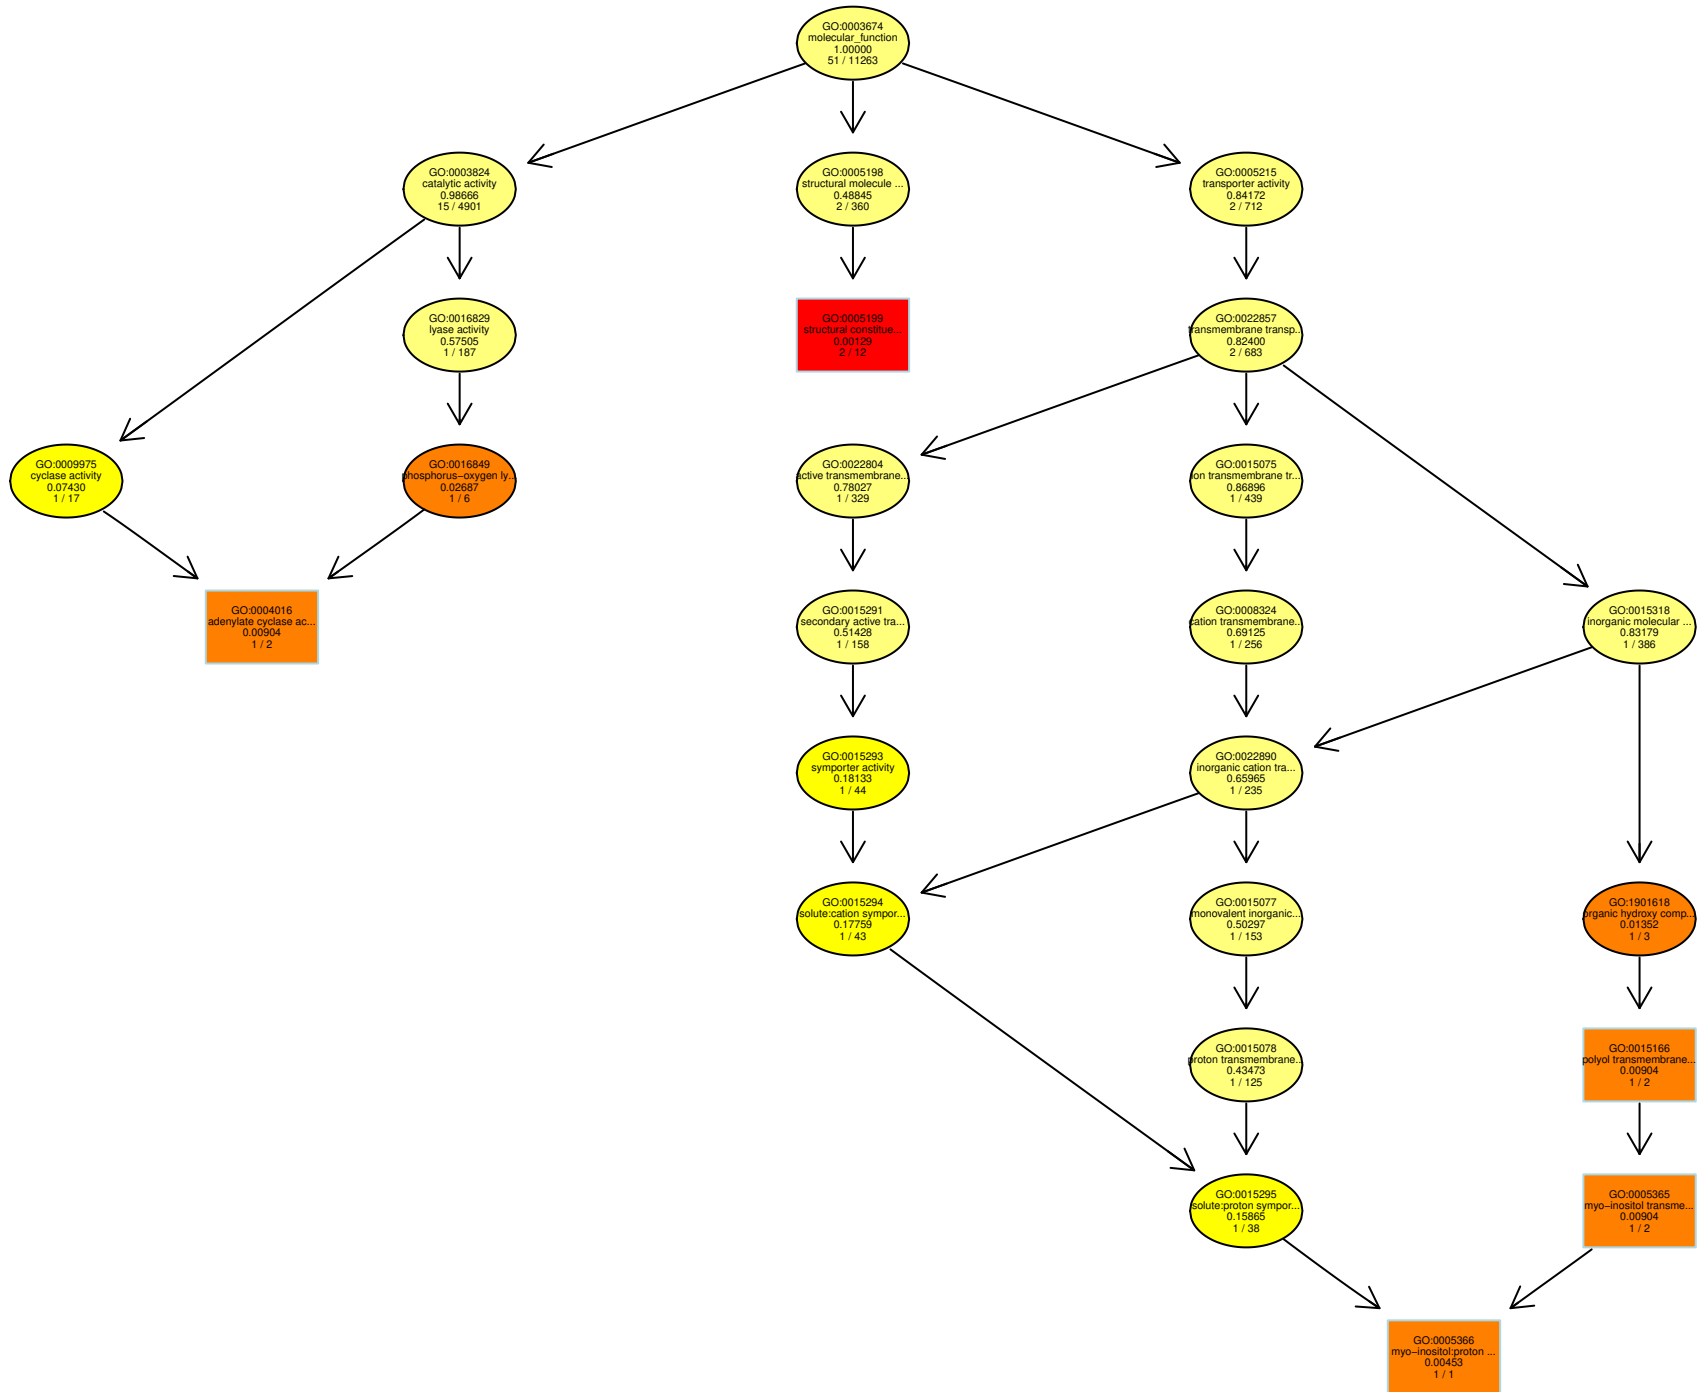 GO:0003674
molecular_function
1.00000
51 / 11263
GO:0003824
catalytic activity
0.98666
15 / 4901
GO:0005198
structural molecule ...
0.48845
2 / 360
GO:0005215
transporter activity
0.84172
2 / 712
GO:0016829
lyase activity
0.57505
1 / 187
GO:0005199
structural constitue...
0.00129
2 / 12
GO:0022857
transmembrane transp...
0.82400
2 / 683
GO:0009975
cyclase activity
0.07430
1 / 17
GO:0016849
phosphorus−oxygen ly...
0.02687
1 / 6
GO:0022804
active transmembrane...
0.78027
1 / 329
GO:0015075
ion transmembrane tr...
0.86896
1 / 439
GO:0004016
adenylate cyclase ac...
0.00904
1 / 2
GO:0015291
secondary active tra...
0.51428
1 / 158
GO:0008324
cation transmembrane...
0.69125
1 / 256
GO:0015318
inorganic molecular ...
0.83179
1 / 386
GO:0015293
symporter activity
0.18133
1 / 44
GO:0022890
inorganic cation tra...
0.65965
1 / 235
GO:0015294
solute:cation sympor...
0.17759
1 / 43
GO:0015077
monovalent inorganic...
0.50297
1 / 153
GO:1901618
organic hydroxy comp...
0.01352
1 / 3
GO:0015078
proton transmembrane...
0.43473
1 / 125
GO:0015166
polyol transmembrane...
0.00904
1 / 2
GO:0015295
solute:proton sympor...
0.15865
1 / 38
GO:0005365
myo−inositol transme...
0.00904
1 / 2
GO:0005366
myo−inositol:proton ...
0.00453
1 / 1